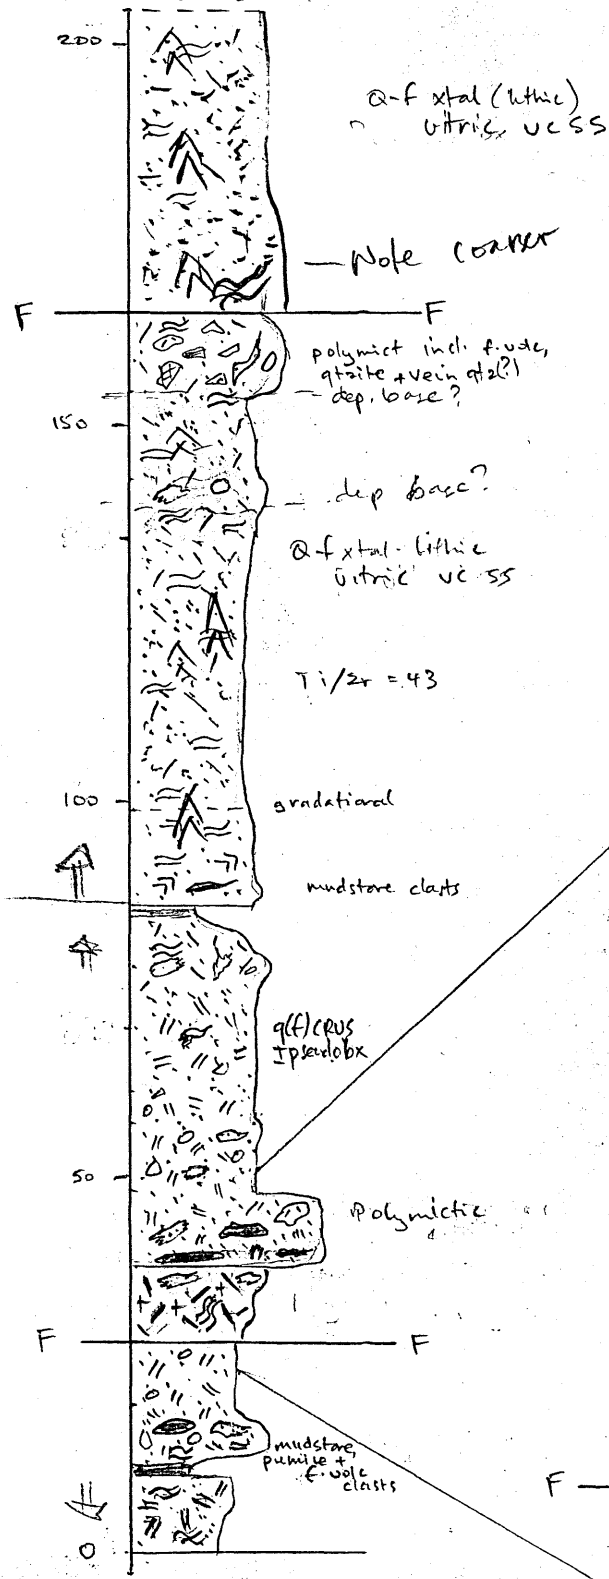 200
Q-f xtal (lithic)
vitric, vc ss
Note coarser
F F
polymict incl. f.volc,
qtzite + vein qtz(?)
dep. base?
150
dep base?
Q-f xtal-lithic
vitric vc ss
Ti/Zr = 43
100
gradational
mudstone clasts
q(f)CRUS
±pseudobx
50
Polymictic
F F
mudstone,
pumice +
f.volc
clasts
F
0